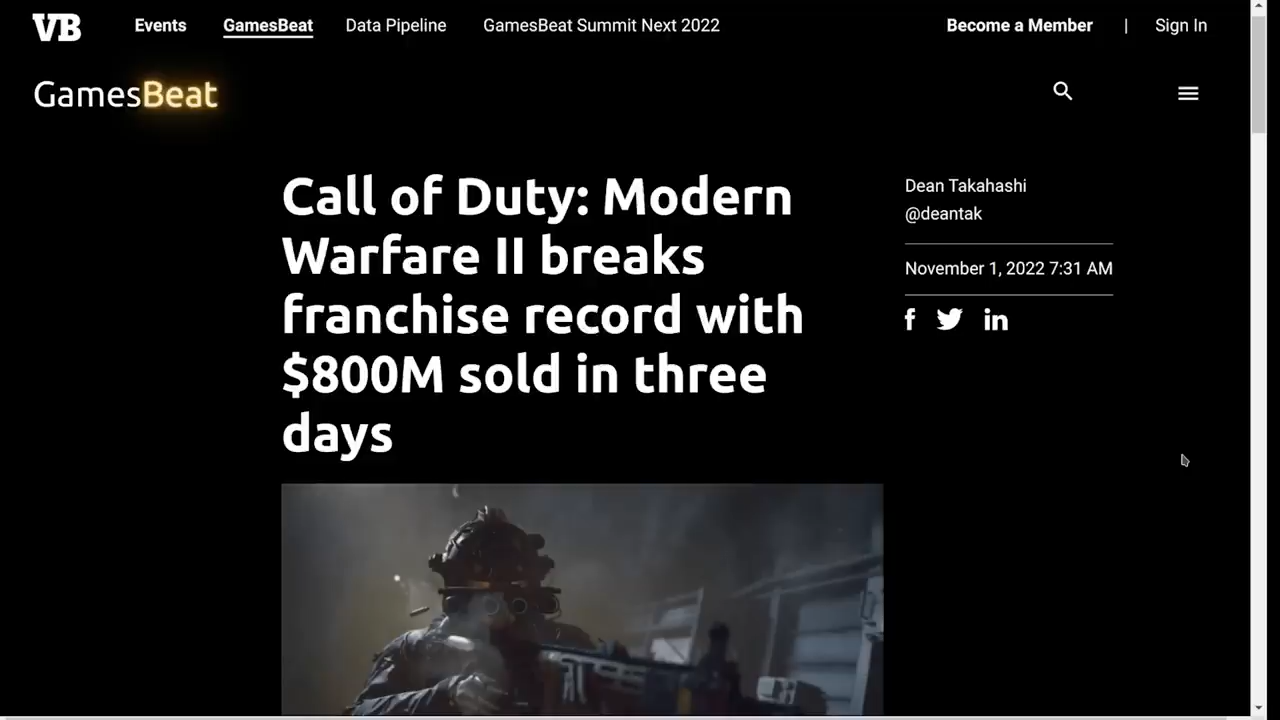 VB Events GamesBeat Data Pipeline GamesBeat Summit Next 2022 Become a Member | Sign In
GamesBeat
Call of Duty: Modern
Warfare II breaks
franchise record with
$800M sold in three
days
Dean Takahashi
@deantak
November 1, 2022 7:31 AM
f in